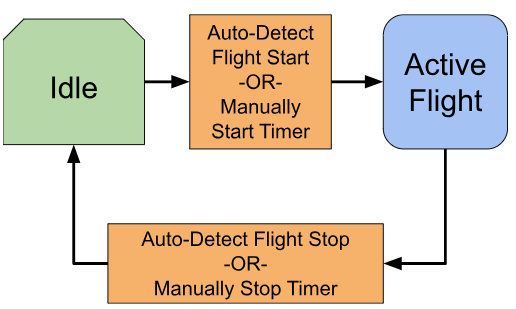 Idle
Auto-Detect
Flight Start
-OR-
Manually
Start Timer
Active
Flight
Auto-Detect Flight Stop
-OR-
Manually Stop Timer